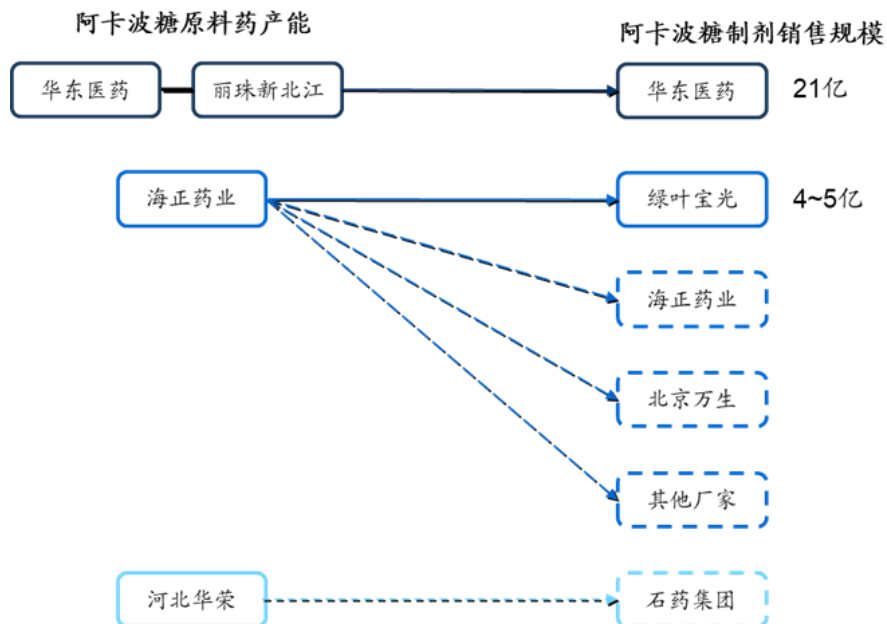 阿卡波糖原料药产能
阿卡波糖制剂销售规模
华东医药
丽珠新北江
华东医药
21亿
海正药业
绿叶宝光
4~5亿
海正药业
北京万生
其他厂家
河北华荣
石药集团